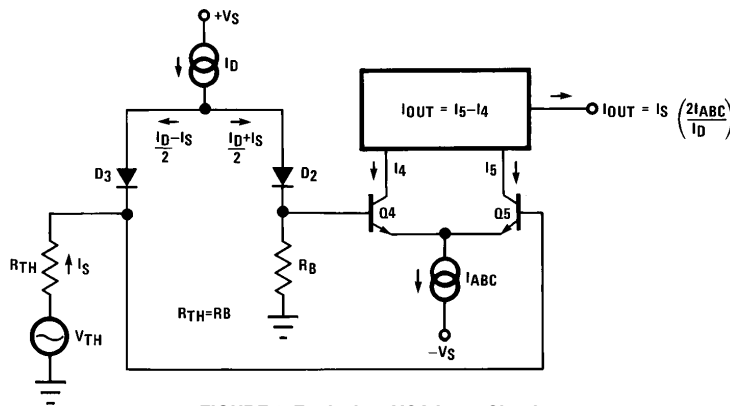 +VS
ID
ID/2 − IS
ID/2 + IS
IOUT = I5–I4
IOUT = IS (2IABC/ID)
D3
D2
I4
I5
Q4
Q5
RTH
IS
RB
IABC
RTH=RB
VTH
–VS